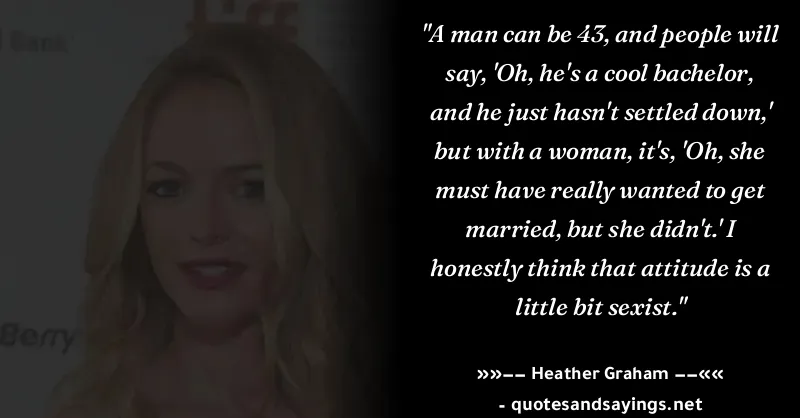 Bank
"A man can be 43, and people will
say, 'Oh, he's a cool bachelor,
and he just hasn't settled down,'
but with a woman, it's, 'Oh, she
must have really wanted to get
married, but she didn't.' I
honestly think that attitude is a
little bit sexist."
Berry
»»–– Heather Graham ––««
- quotesandsayings.net